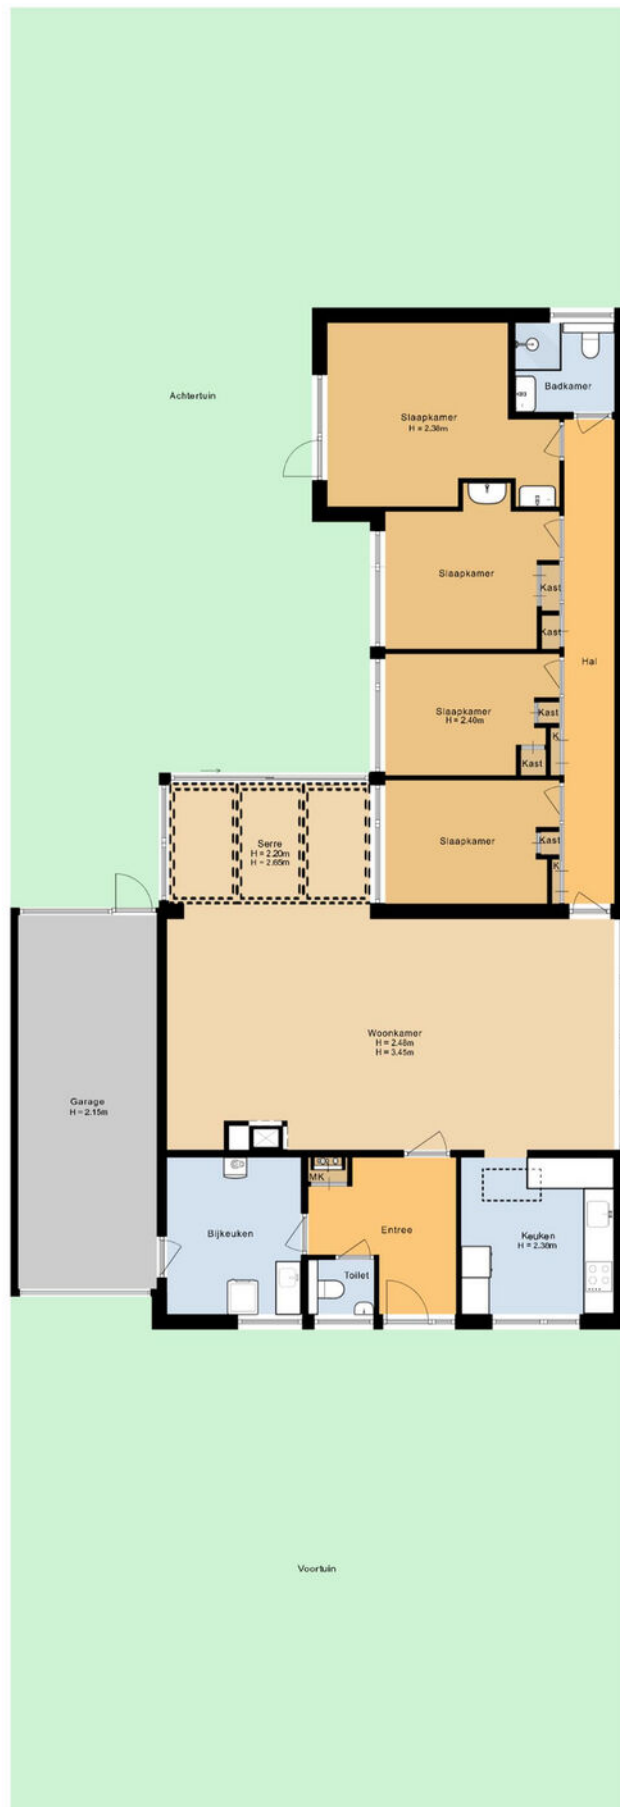 Achtertuin
Slaapkamer
H = 2.38m
Badkamer
Slaapkamer
Kast
Kast
Hal
Slaapkamer
H = 2.40m
Kast
K
Kast
Slaapkamer
Kast
K
Serre
H = 2.20m
H = 2.65m
Woonkamer
H = 2.48m
H = 3.45m
Garage
H = 2.15m
MK
Bijkeuken
Entree
Keuken
H = 2.38m
Toilet
Voortuin